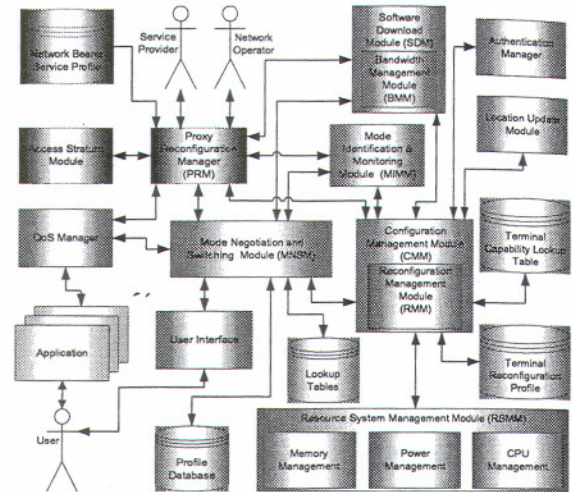 Service
Provider
Network
Operator
Network Bearer
Service Profile
Software
Download
Module (SDM)
Bandwidth
Management
Module
(BMM)
Authentication
Manager
Location Update
Module
Access Stratum
Module
Proxy
Reconfiguration
Manager
(PRM)
Mode
Identification &
Monitoring
Module (MIMM)
QoS Manager
Mode Negotiation and
Switching Module (MNSM)
Configuration
Management Module
(CMM)
Reconfiguration
Management
Module
(RMM)
Terminal
Capability Lookup
Table
Application
User Interface
Lookup
Tables
Terminal
Reconfiguration
Profile
User
Profile
Database
Resource System Management Module (RSMM)
Memory
Management
Power
Management
CPU
Management